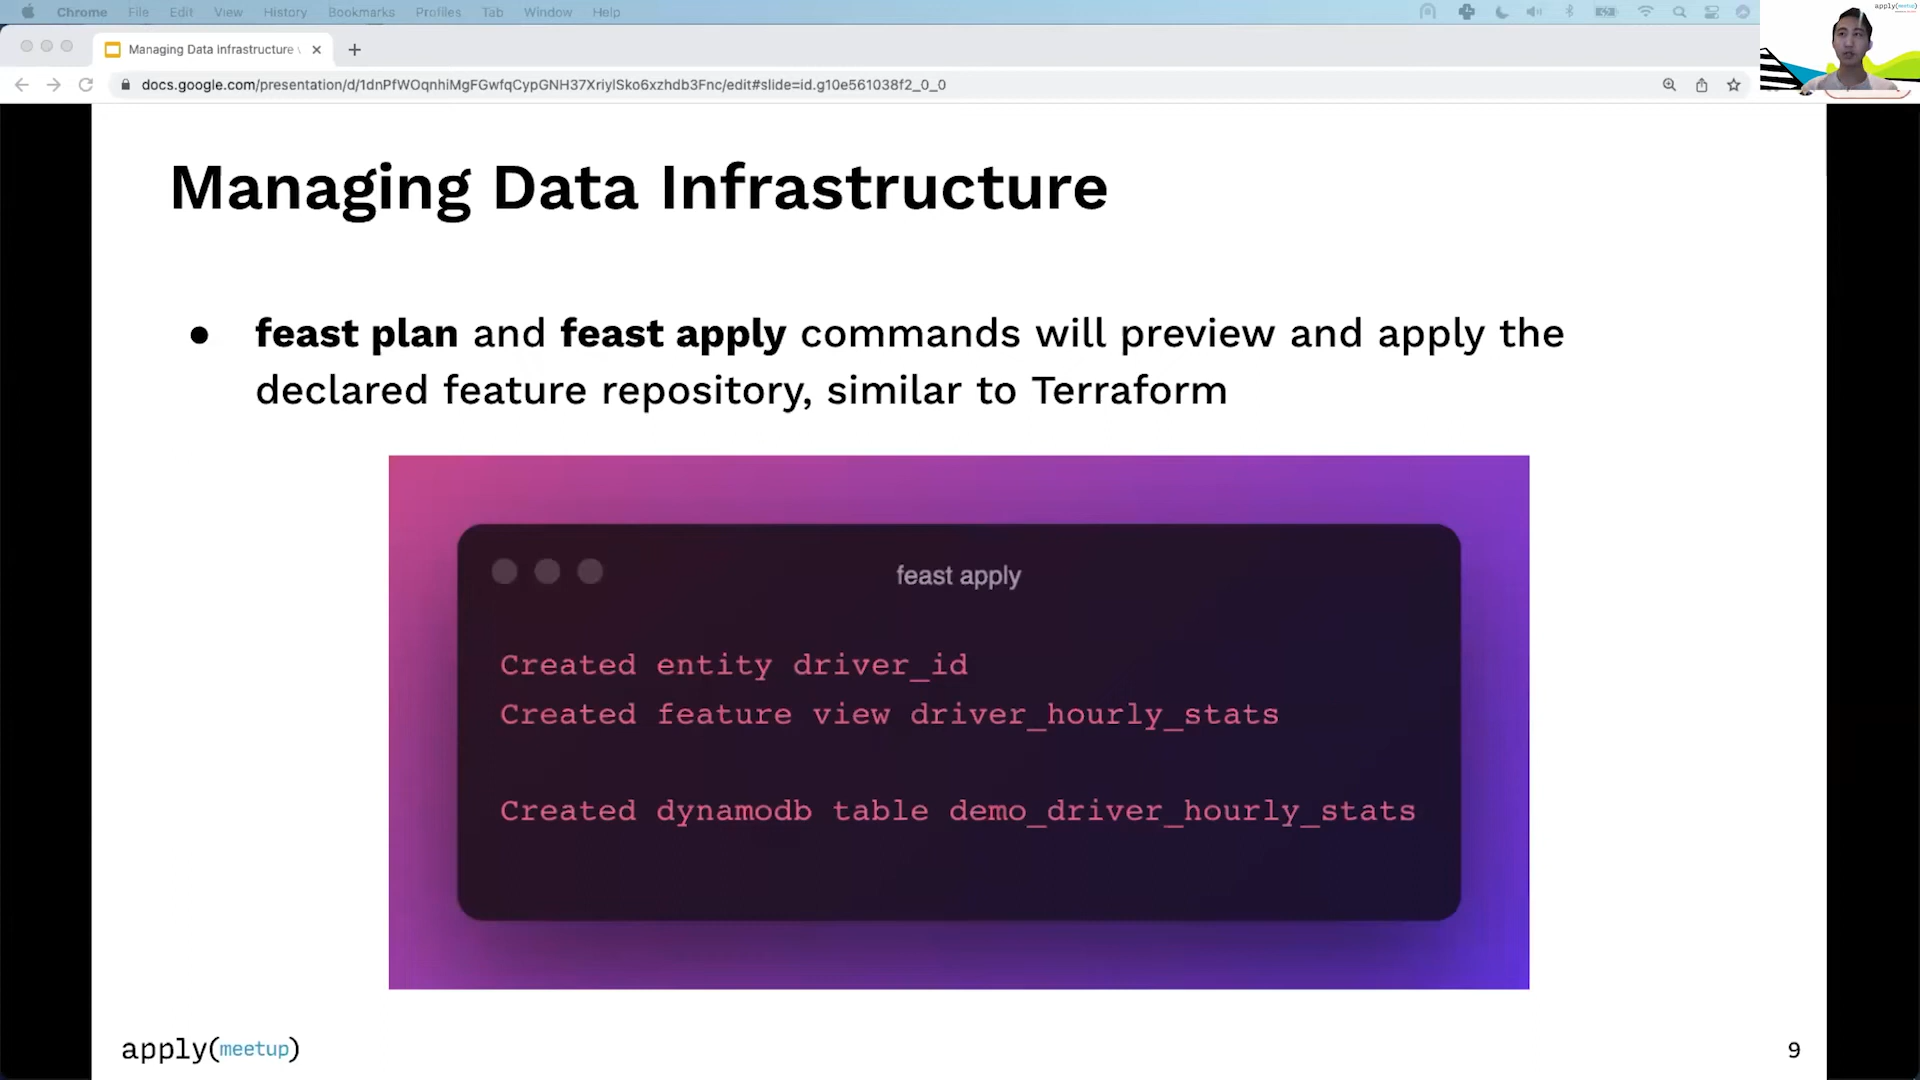 Chrome File Edit View History Bookmarks Profiles Tab Window Help
apply(meetup)
Managing Data Infrastructure
docs.google.com/presentation/d/1dnPfWOqnhiMgFGwfqCypGNH37XriylSko6xzhdb3Fnc/edit#slide=id.g10e561038f2_0_0
Managing Data Infrastructure
● feast plan and feast apply commands will preview and apply the
declared feature repository, similar to Terraform
feast apply
Created entity driver_id
Created feature view driver_hourly_stats
Created dynamodb table demo_driver_hourly_stats
apply(meetup)
9